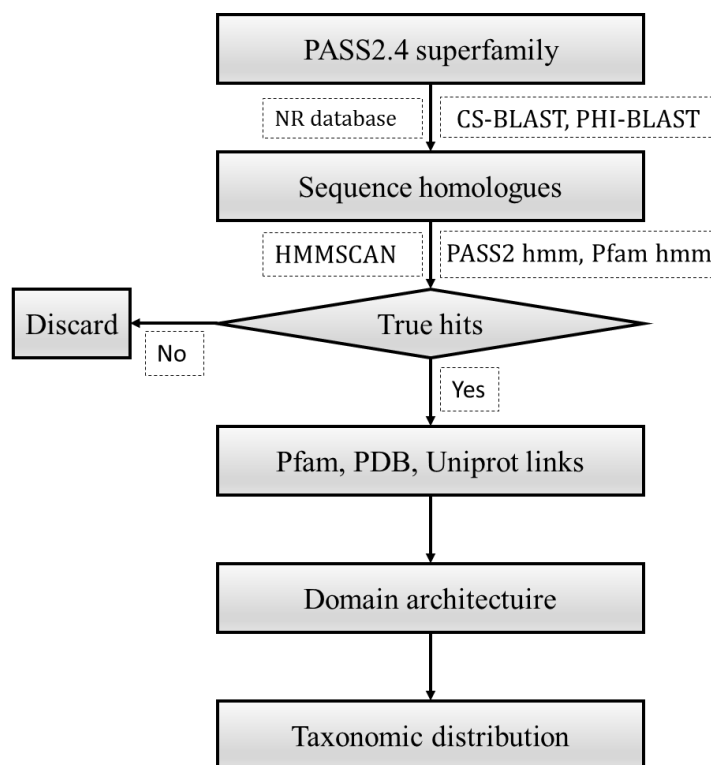 PASS2.4 superfamily
NR database
CS-BLAST, PHI-BLAST
Sequence homologues
HMMSCAN
PASS2 hmm, Pfam hmm
Discard
True hits
No
Yes
Pfam, PDB, Uniprot links
Domain architectuire
Taxonomic distribution